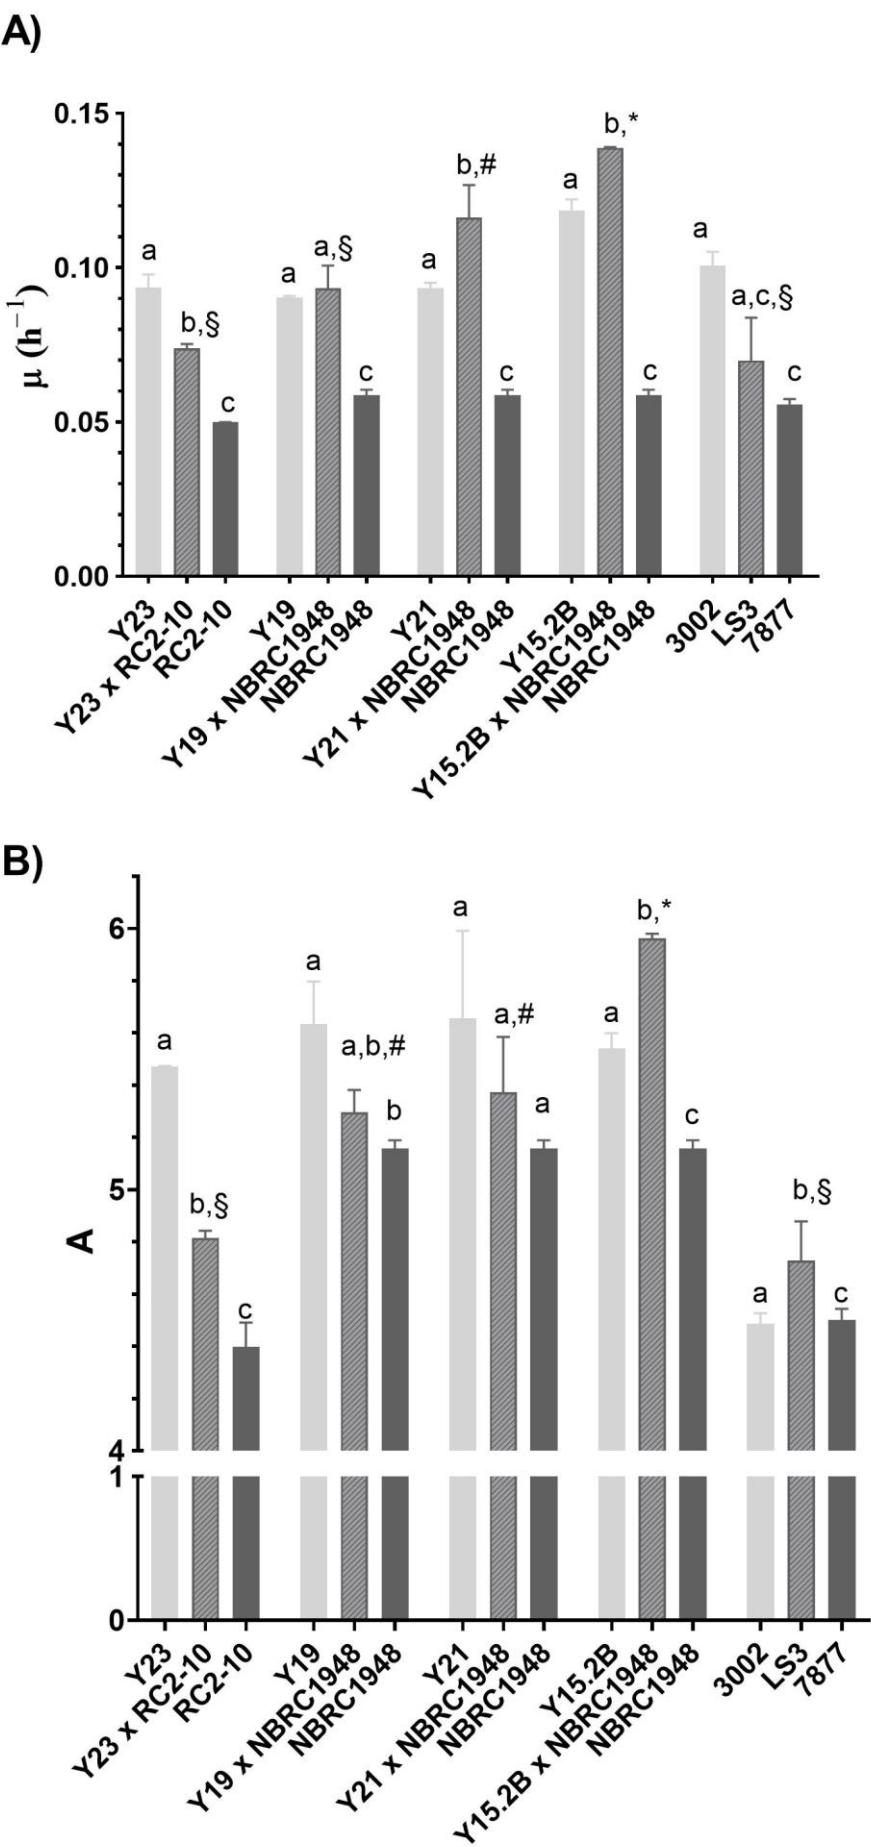 A)
μ (h⁻¹)
0.15
0.10
0.05
0.00
a
b,§
c
a
a,§
c
a
b,#
c
a
b,*
c
a
a,c,§
c
Y23
Y23 x RC2-10
RC2-10
Y19
Y19 x NBRC1948
NBRC1948
Y21
Y21 x NBRC1948
NBRC1948
Y15.2B
Y15.2B x NBRC1948
NBRC1948
3002
LS3
7877
B)
A
6
5
4
1
0
a
b,§
c
a
a,b,#
b
a
a,#
a
a
b,*
c
a
b,§
c
Y23
Y23 x RC2-10
RC2-10
Y19
Y19 x NBRC1948
NBRC1948
Y21
Y21 x NBRC1948
NBRC1948
Y15.2B
Y15.2B x NBRC1948
NBRC1948
3002
LS3
7877